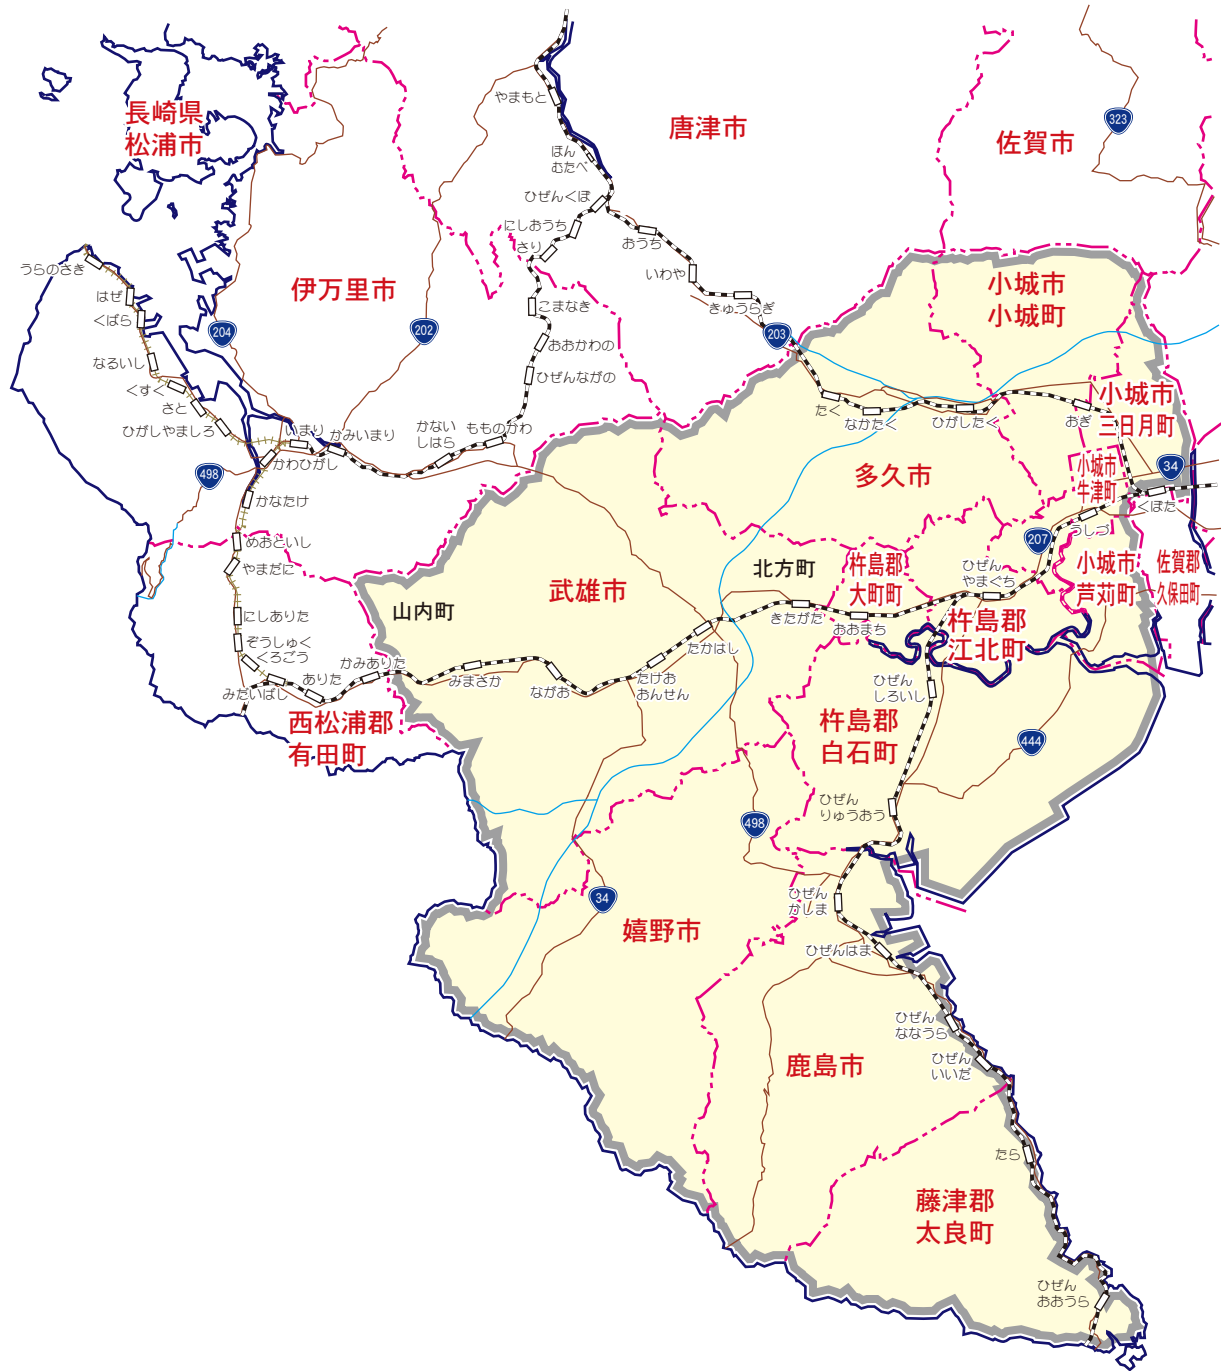 長崎県
松浦市
唐津市
佐賀市
323
やまもと
ほん
むたべ
ひぜんくぼ
にしおうち
さり
おうち
いわや
きゅうらぎ
うらのさき
はぜ
くばら
伊万里市
204
202
203
こまなき
おおかわの
ひぜんながの
なるいし
くすく
さと
ひがしやましろ
いまり
かみいまり
かない
しはら
もものかわ
かわひがし
498
かなたけ
めおといし
やまだに
にしありた
ぞうしゅく
くろごう
みだいばし
ありた
かみありた
西松浦郡
有田町
小城市
小城町
たく
なかたく
ひがしたく
おぎ
小城市
三日月町
34
小城市
牛津町
くぼた
うしづ
多久市
207
小城市
芦刈町
佐賀郡
久保田町
武雄市
北方町
杵島郡
大町町
ひぜん
やまぐち
山内町
きたがた
おおまち
杵島郡
江北町
たかはし
みまさか
ながお
たけお
おんせん
ひぜん
しろいし
杵島郡
白石町
444
ひぜん
りゅうおう
498
34
嬉野市
ひぜん
かしま
ひぜんはま
ひぜん
ななうら
ひぜん
いいだ
鹿島市
たら
藤津郡
太良町
ひぜん
おおうら